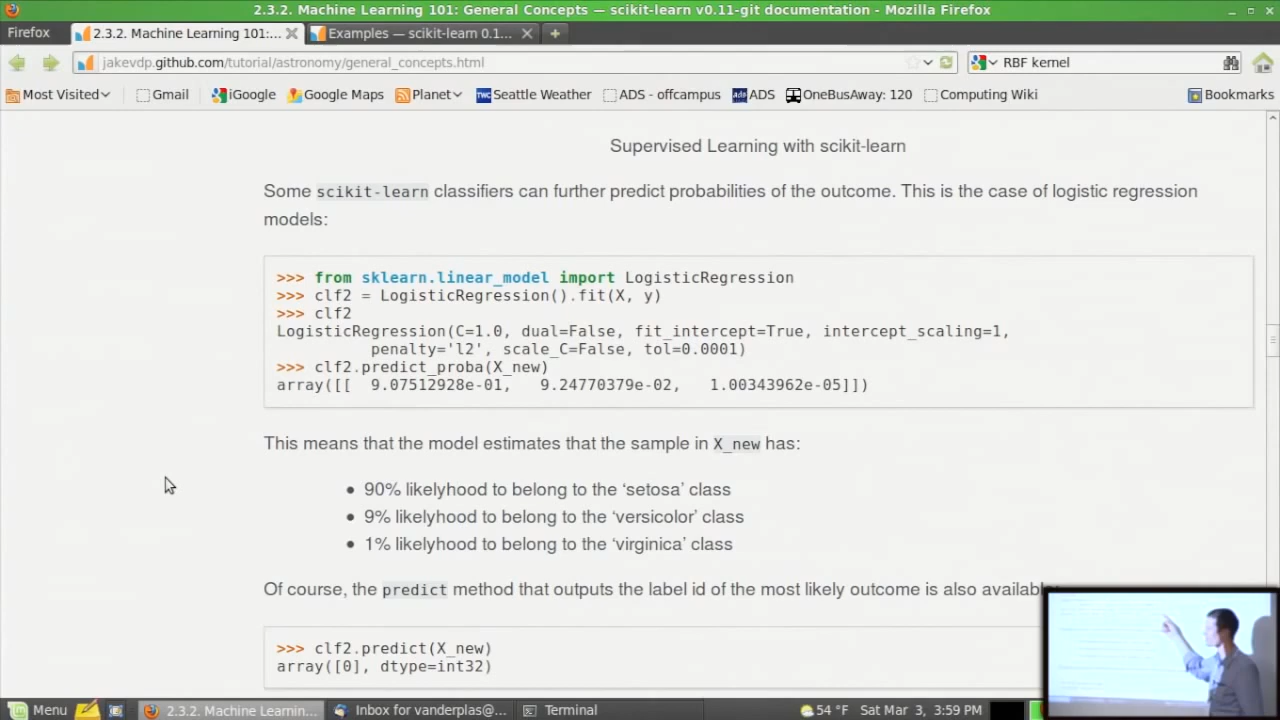 2.3.2. Machine Learning 101: General Concepts — scikit-learn v0.11-git documentation - Mozilla Firefox
Firefox 2.3.2. Machine Learning 101:... Examples — scikit-learn 0.1...
jakevdp.github.com/tutorial/astronomy/general_concepts.html RBF kernel
Most Visited Gmail iGoogle Google Maps Planet TWC Seattle Weather ADS - offcampus ADS ADS OneBusAway: 120 Computing Wiki Bookmarks
Supervised Learning with scikit-learn
Some scikit-learn classifiers can further predict probabilities of the outcome. This is the case of logistic regression
models:
>>> from sklearn.linear_model import LogisticRegression
>>> clf2 = LogisticRegression().fit(X, y)
>>> clf2
LogisticRegression(C=1.0, dual=False, fit_intercept=True, intercept_scaling=1,
penalty='l2', scale_C=False, tol=0.0001)
>>> clf2.predict_proba(X_new)
array([[ 9.07512928e-01, 9.24770379e-02, 1.00343962e-05]])
This means that the model estimates that the sample in X_new has:
• 90% likelyhood to belong to the ‘setosa’ class
• 9% likelyhood to belong to the ‘versicolor’ class
• 1% likelyhood to belong to the ‘virginica’ class
Of course, the predict method that outputs the label id of the most likely outcome is also available:
>>> clf2.predict(X_new)
array([0], dtype=int32)
Menu 2.3.2. Machine Learnin... Inbox for vanderplas@... Terminal 54 °F Sat Mar 3, 3:59 PM